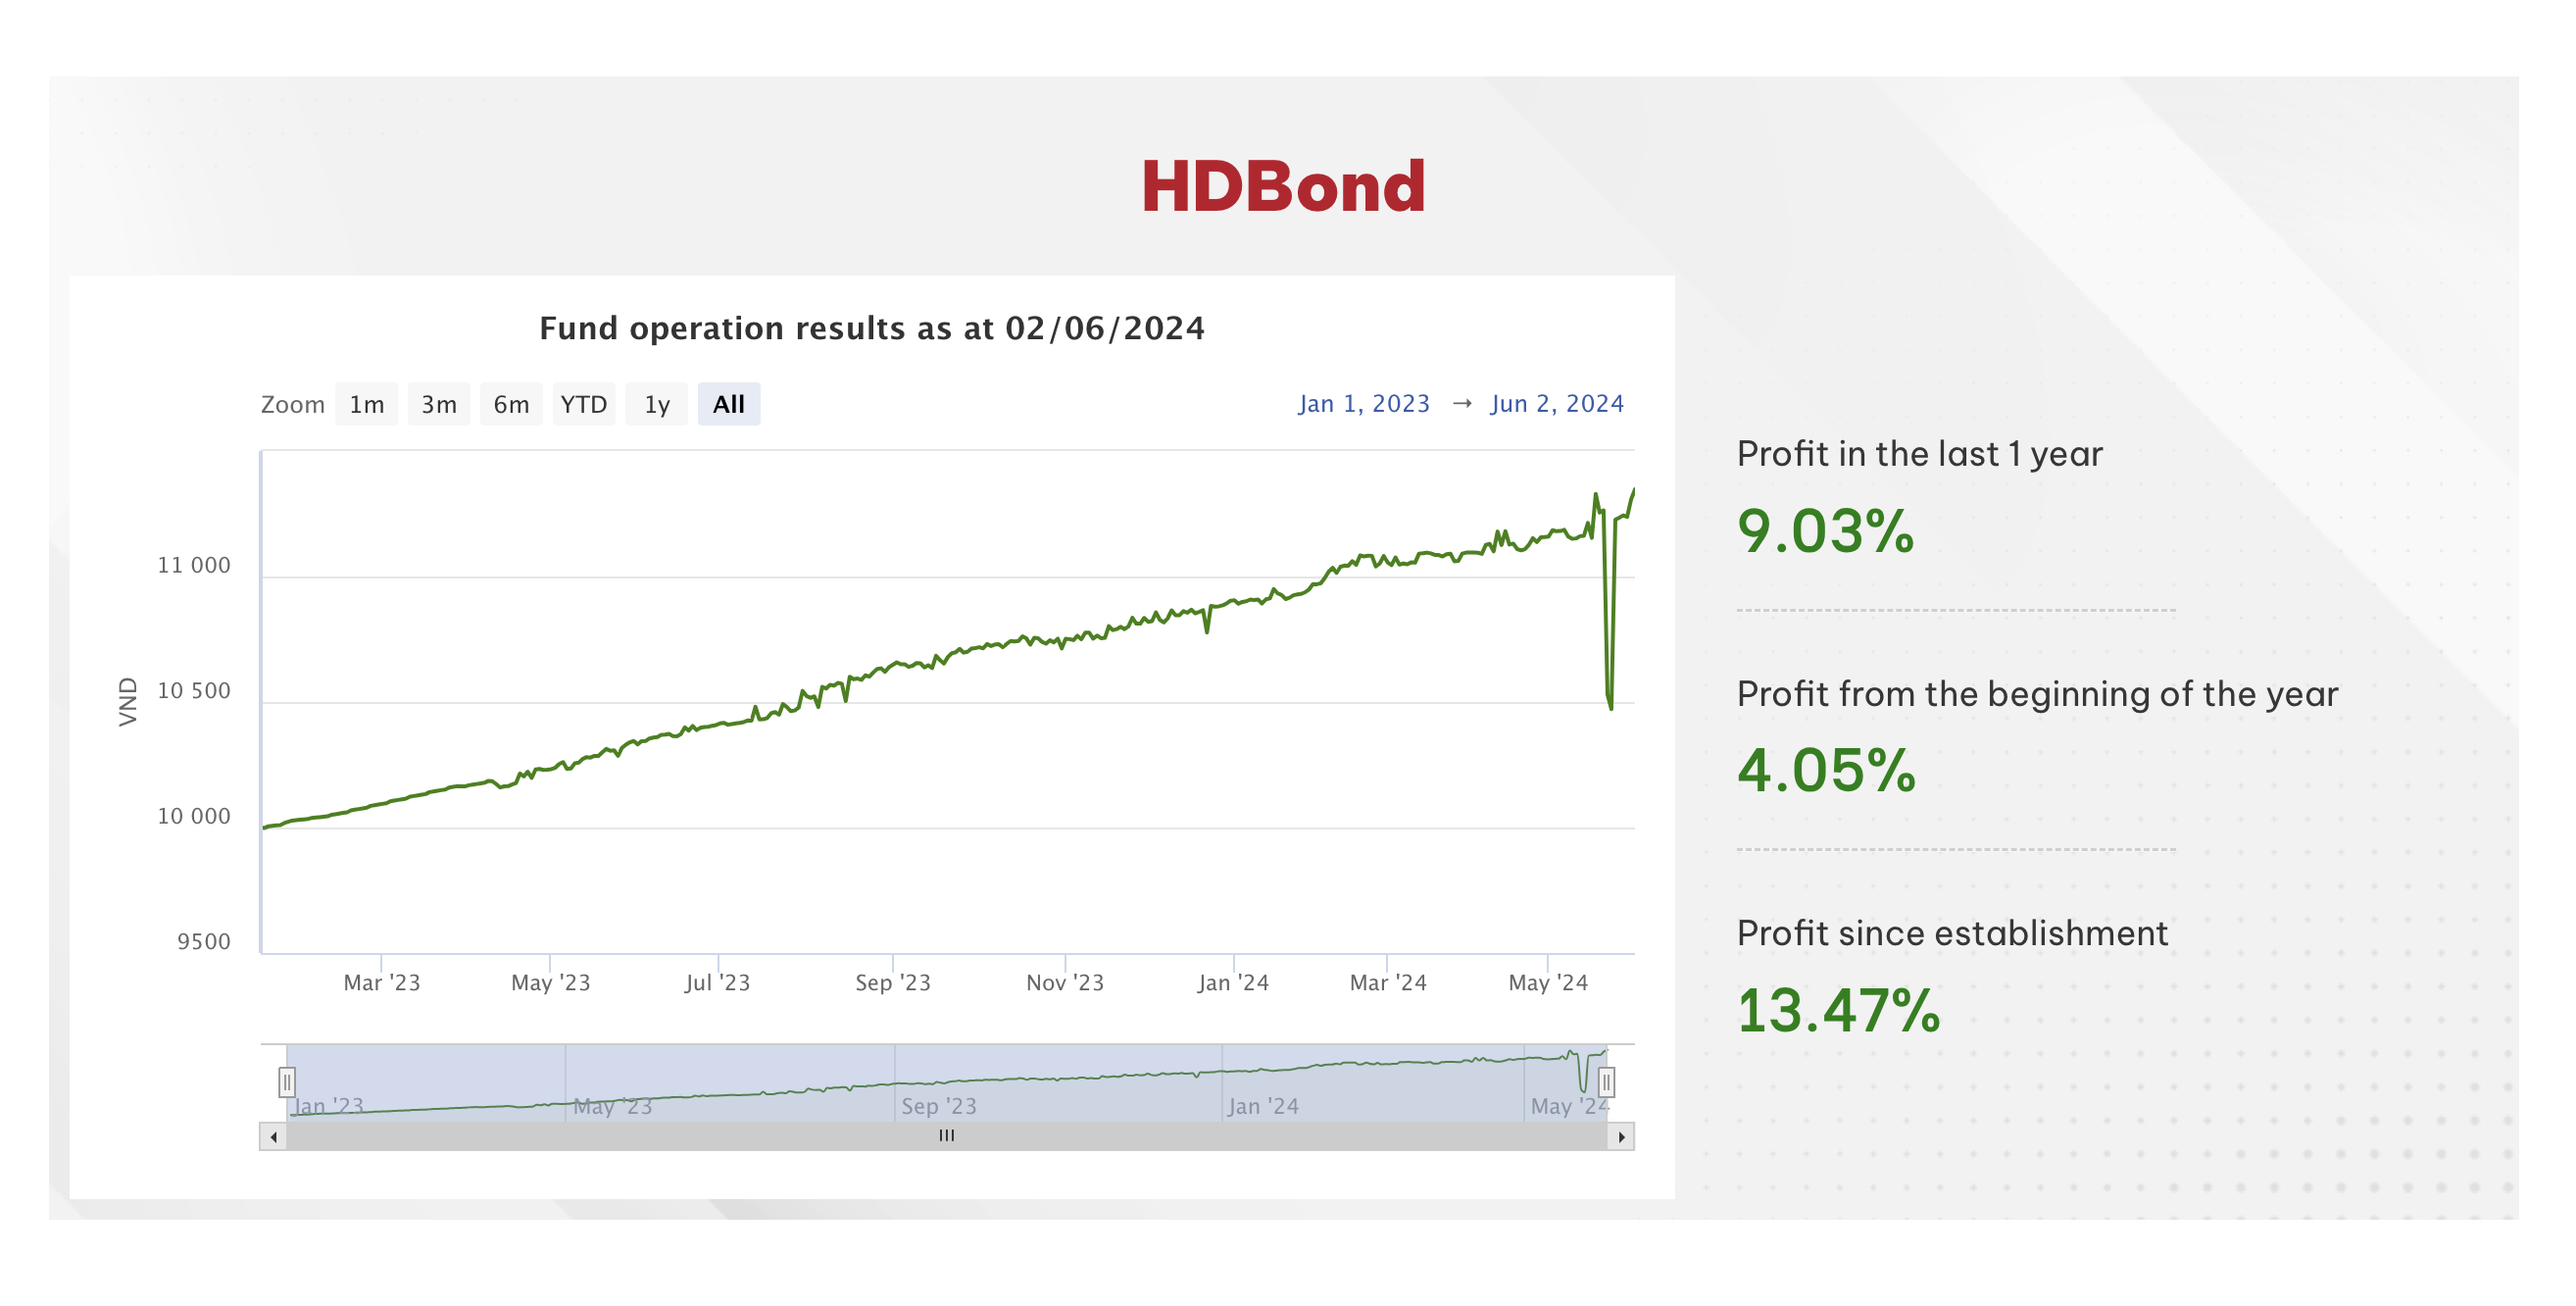 HDBond
Fund operation results as at 02/06/2024
Zoom 1m 3m 6m YTD 1y All
Jan 1, 2023 → Jun 2, 2024
VND
11 000
10 500
10 000
9500
Mar '23 May '23 Jul '23 Sep '23 Nov '23 Jan '24 Mar '24 May '24
Jan '23 May '23 Sep '23 Jan '24 May '24
Profit in the last 1 year
9.03%
Profit from the beginning of the year
4.05%
Profit since establishment
13.47%